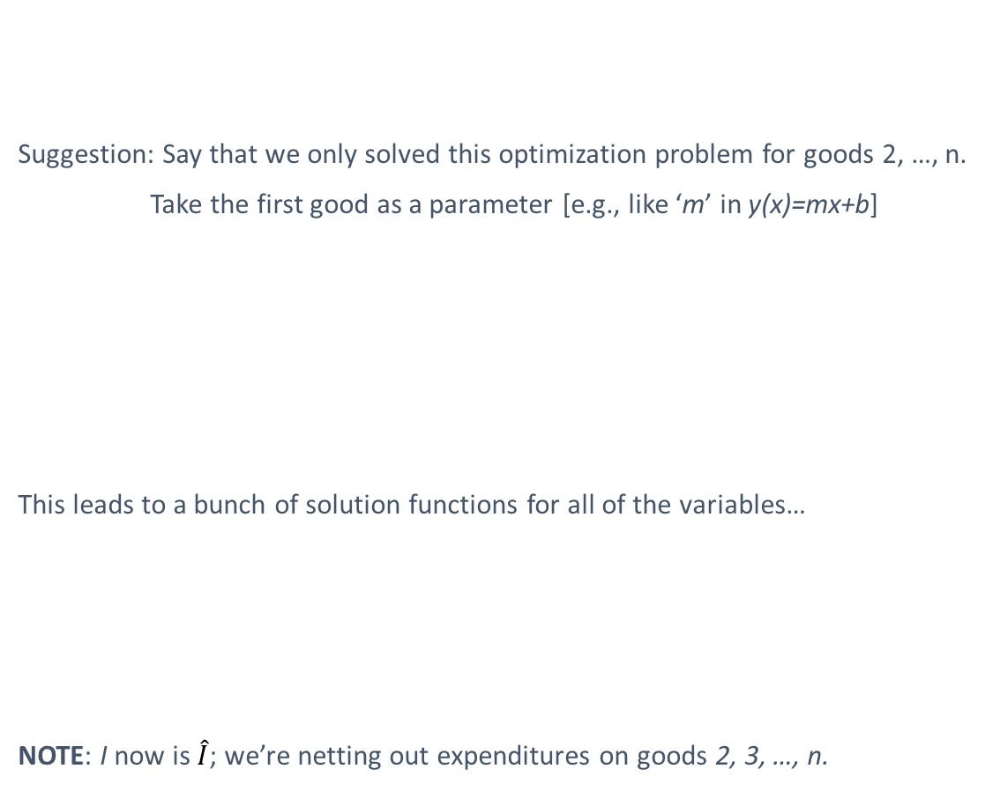 Suggestion: Say that we only solved this optimization problem for goods 2, …, n.
Take the first good as a parameter [e.g., like ‘m’ in y(x)=mx+b]
This leads to a bunch of solution functions for all of the variables…
NOTE: I now is Î; we’re netting out expenditures on goods 2, 3, …, n.